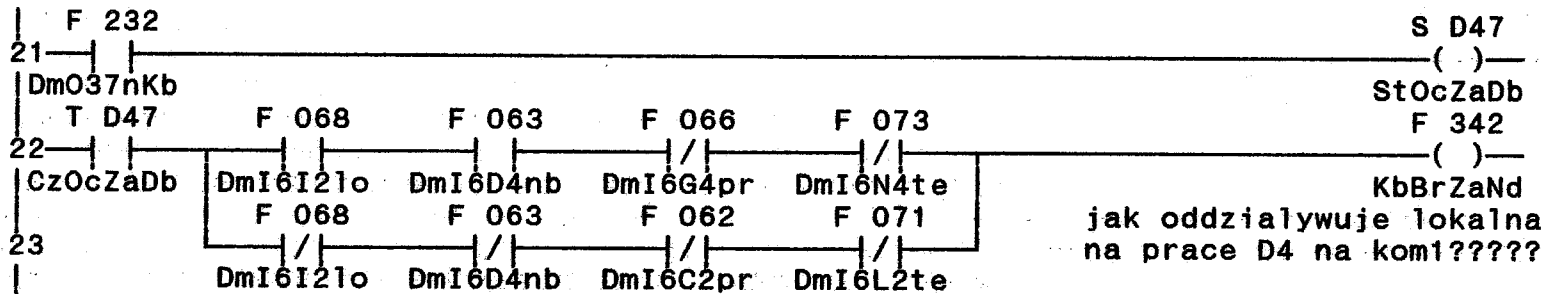 F 232 S D47
21 ( )
DmO37nKb StOcZaDb
T D47 F 068 F 063 F 066 F 073 F 342
22 / / ( )
CzOcZaDb DmI6I2lo DmI6D4nb DmI6G4pr DmI6N4te KbBrZaNd
F 068 F 063 F 062 F 071 jak oddzialywuje lokalna
23 / / / / na prace D4 na kom1?????
DmI6I2lo DmI6D4nb DmI6C2pr DmI6L2te